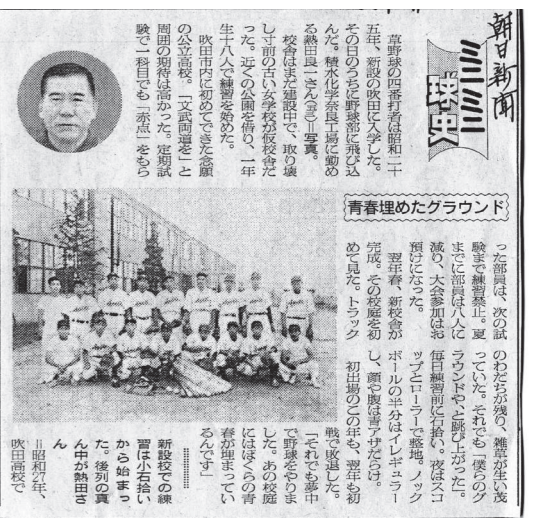 朝日新聞
ミニミニ
球史
草野球の四番打者は昭和二十
五年、新設の吹田に入学した。
その日のうちに野球部に飛び込
んだ。積水化学奈良工場に勤め
る熱田良一さん(五三)=写真。
校舎はまだ建設中で、取り壊
し寸前の古い女学校が仮校舎だ
った。近くの公園を借り、一年
生十八人で練習を始めた。
吹田市内に初めてできた念願
の公立高校。「文武両道を」と
周囲の期待は高かった。定期試
験で一科目でも「赤点」をもら
青春埋めたグラウンド
った部員は、次の試
験まで練習禁止。夏
までに部員は八人に
減り、大会参加はお
預けになった。
翌年春、新校舎が
完成。その校庭を初
めて見た。トラック
のわだちが残り、雑草が生い茂
っていた。それでも「僕らのグ
ラウンドや」と跳び上がった。
毎日練習前に石拾い。夜はスコ
ップとローラーで整地。ノック
ボールの半分はイレギュラー
し、顔や腹は青アザだらけ。
初出場のこの年も、翌年も初
戦で敗退した。
「それでも夢中
で野球をやりま
した。あの校庭
にはぼくらの青
春が埋まってい
るんです」
新設校での練
習は小石拾い
から始まっ
た。後列の真
ん中が熱田さ
ん
=昭和27年、
吹田高校で